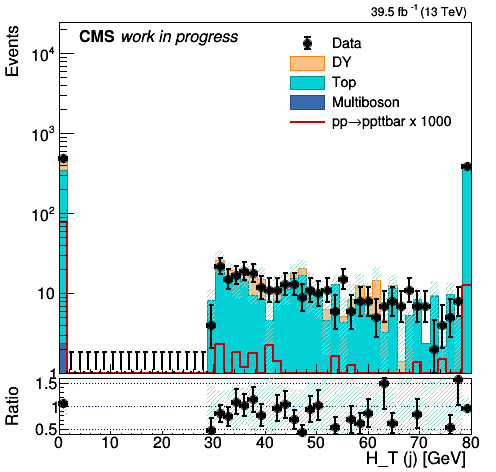 39.5 fb⁻¹ (13 TeV)
CMS work in progress
Data
DY
Top
Multiboson
pp→ppttbar x 1000
Events
10³
10²
10
1
1.5
1
0.5
Ratio
0 10 20 30 40 50 60 70 80
H_T (j) [GeV]